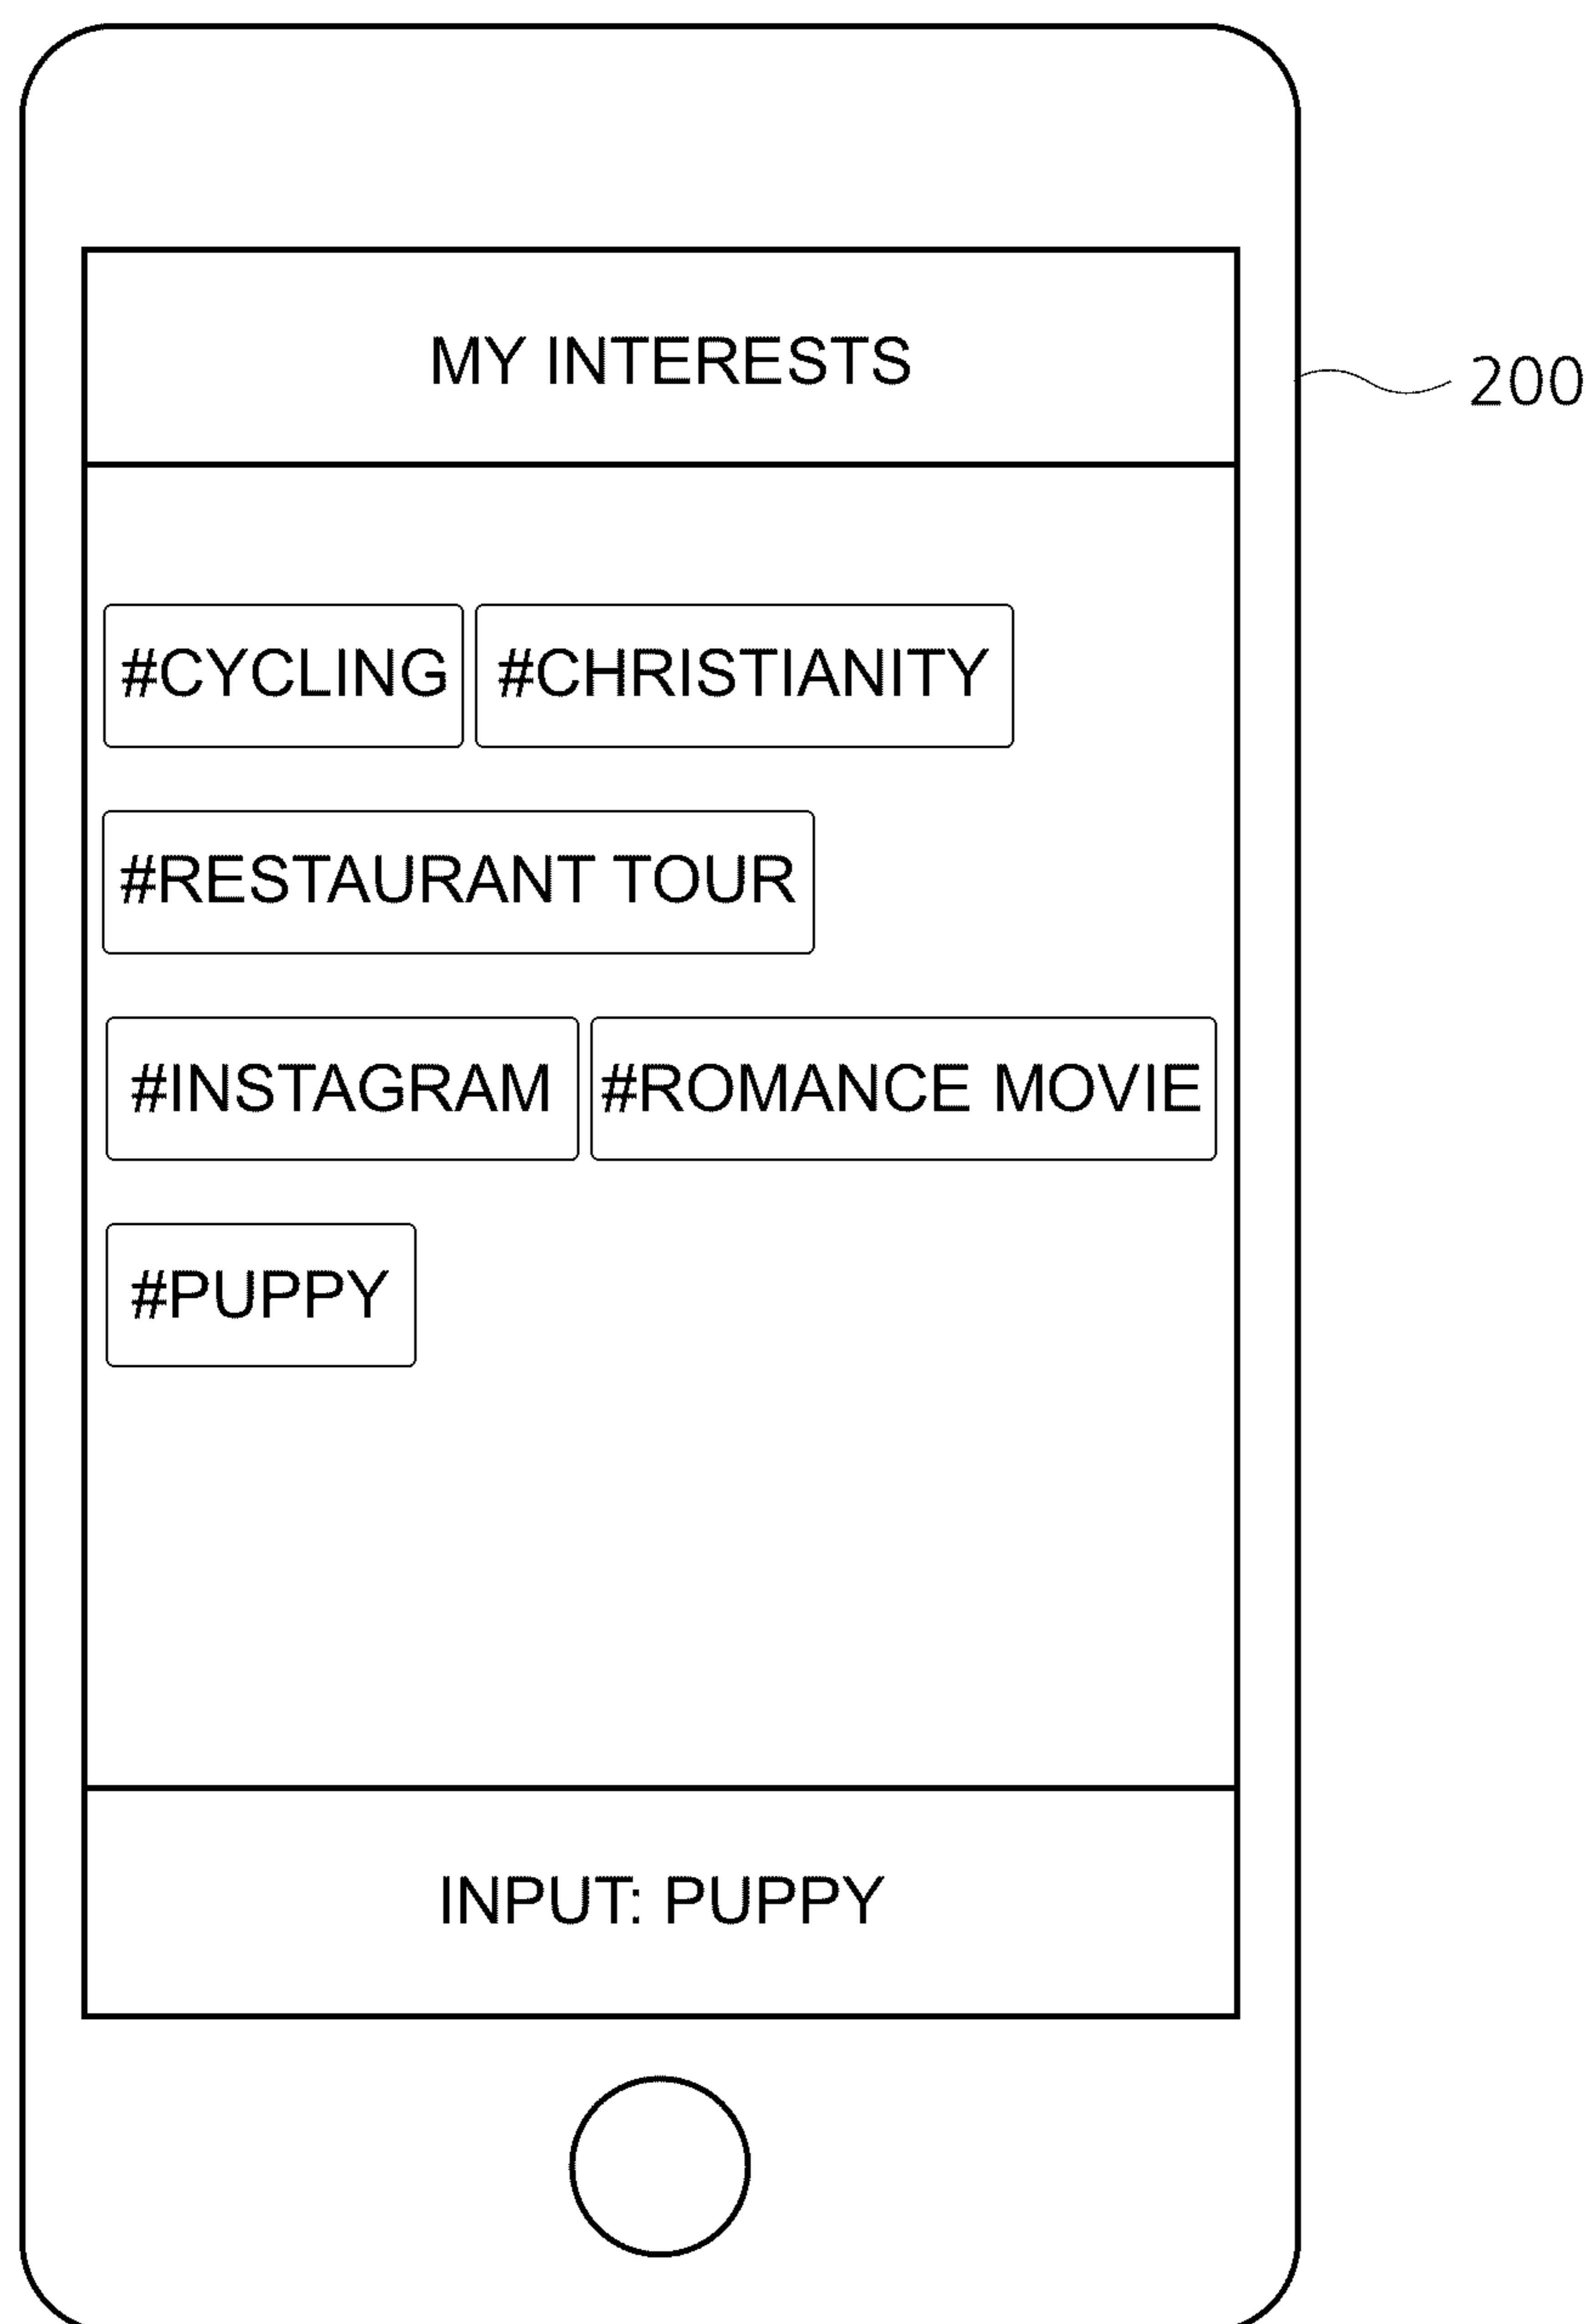 MY INTERESTS
200
#CYCLING #CHRISTIANITY
#RESTAURANT TOUR
#INSTAGRAM #ROMANCE MOVIE
#PUPPY
INPUT: PUPPY